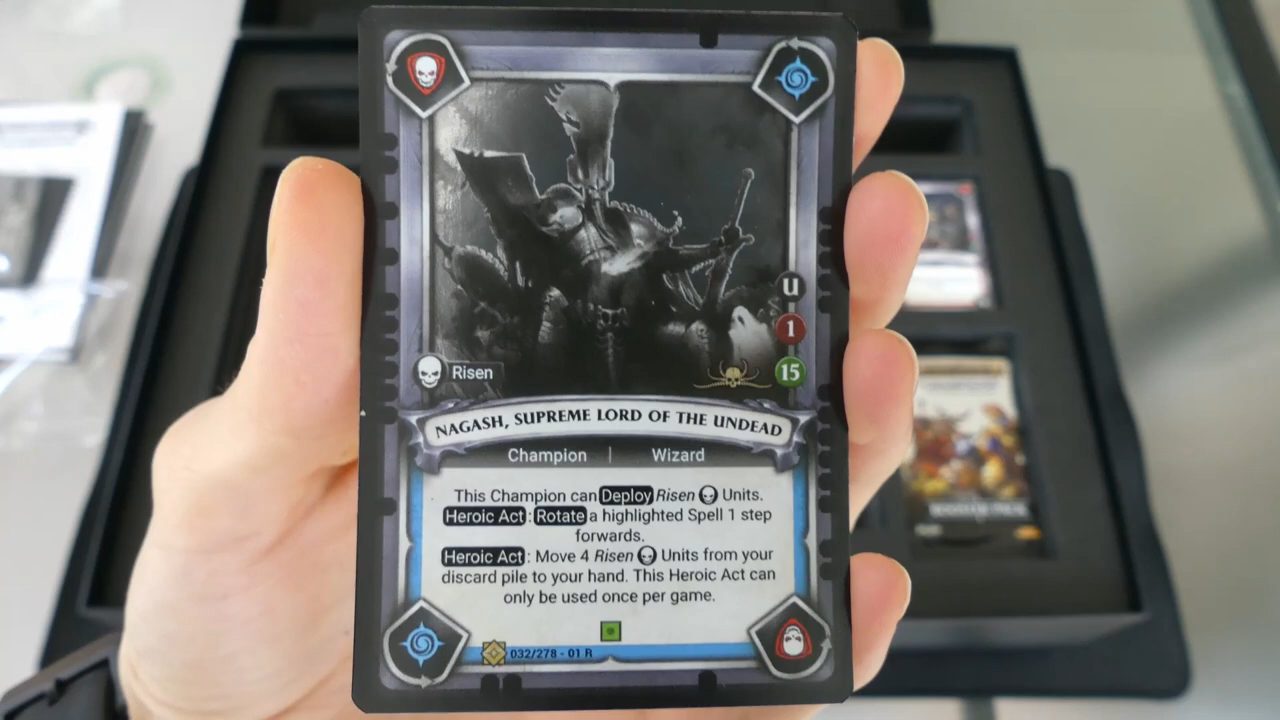 U
1
Risen
15
NAGASH, SUPREME LORD OF THE UNDEAD
Champion | Wizard
This Champion can Deploy Risen Units.
Heroic Act: Rotate a highlighted Spell 1 step
forwards.
Heroic Act: Move 4 Risen Units from your
discard pile to your hand. This Heroic Act can
only be used once per game.
032/278 - 01 R